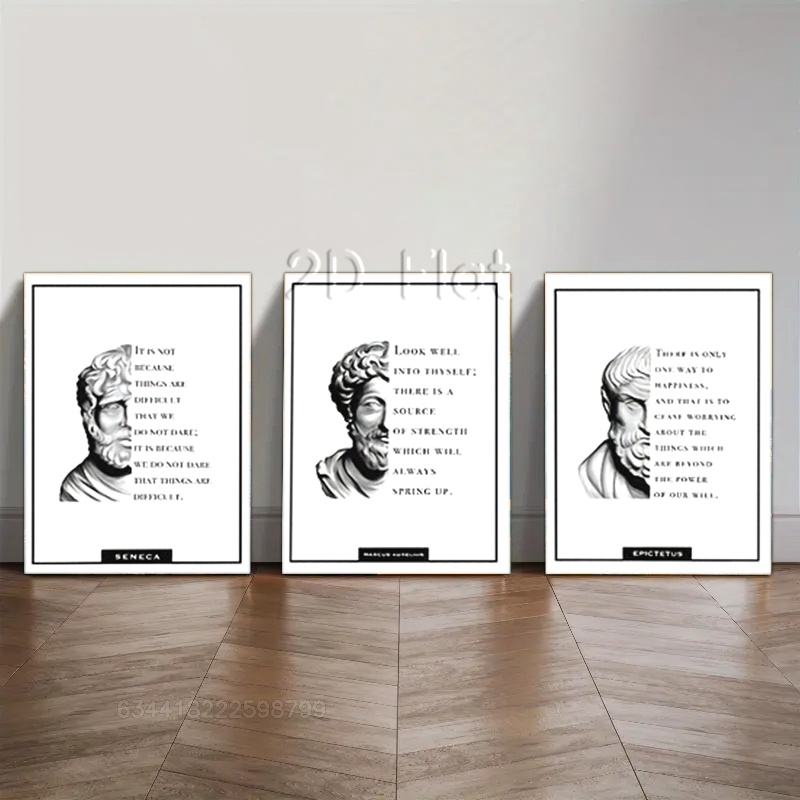 2D Flat
IT IS NOT
BECAUSE
THINGS ARE
DIFFICULT
THAT WE
DO NOT DARE;
IT IS BECAUSE
WE DO NOT DARE
THAT THINGS ARE
DIFFICULT.
SENECA
LOOK WELL
INTO THYSELF;
THERE IS A
SOURCE
OF STRENGTH
WHICH WILL
ALWAYS
SPRING UP.
MARCUS AURELIUS
THERE IS ONLY
ONE WAY TO
HAPPINESS,
AND THAT IS TO
CEASE WORRYING
ABOUT THE
THINGS WHICH
ARE BEYOND
THE POWER
OF OUR WILL.
EPICTETUS
634418222598799